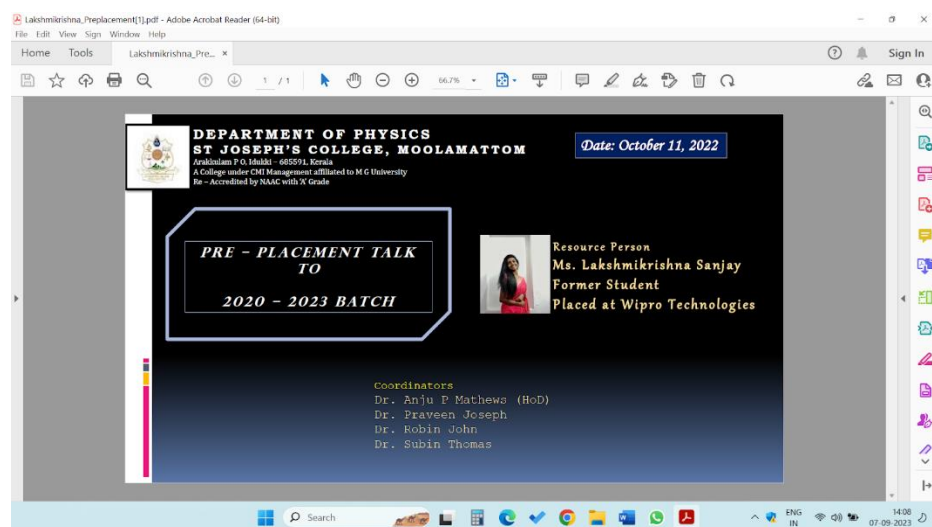 Lakshmikrishna_Preplacement[1].pdf - Adobe Acrobat Reader (64-bit)
File Edit View Sign Window Help
Home Tools Lakshmikrishna_Pre... × Sign In
1 / 1 66.7%
DEPARTMENT OF PHYSICS
ST JOSEPH'S COLLEGE, MOOLAMATTOM
Arakkulam P O, Idukki – 685591, Kerala
A College under CMI Management affiliated to M G University
Re – Accredited by NAAC with 'A' Grade
Date: October 11, 2022
PRE – PLACEMENT TALK
TO
2020 – 2023 BATCH
Resource Person
Ms. Lakshmikrishna Sanjay
Former Student
Placed at Wipro Technologies
Coordinators
Dr. Anju P Mathews (HoD)
Dr. Praveen Joseph
Dr. Robin John
Dr. Subin Thomas
Search
ENG
IN
14:08
07-09-2023